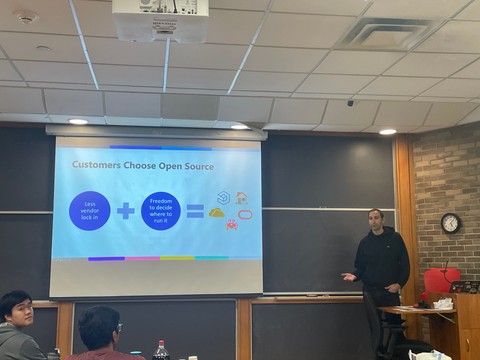 Customers Choose Open Source
Less
vendor
lock in
+
Freedom
to decide
where to
run it
=